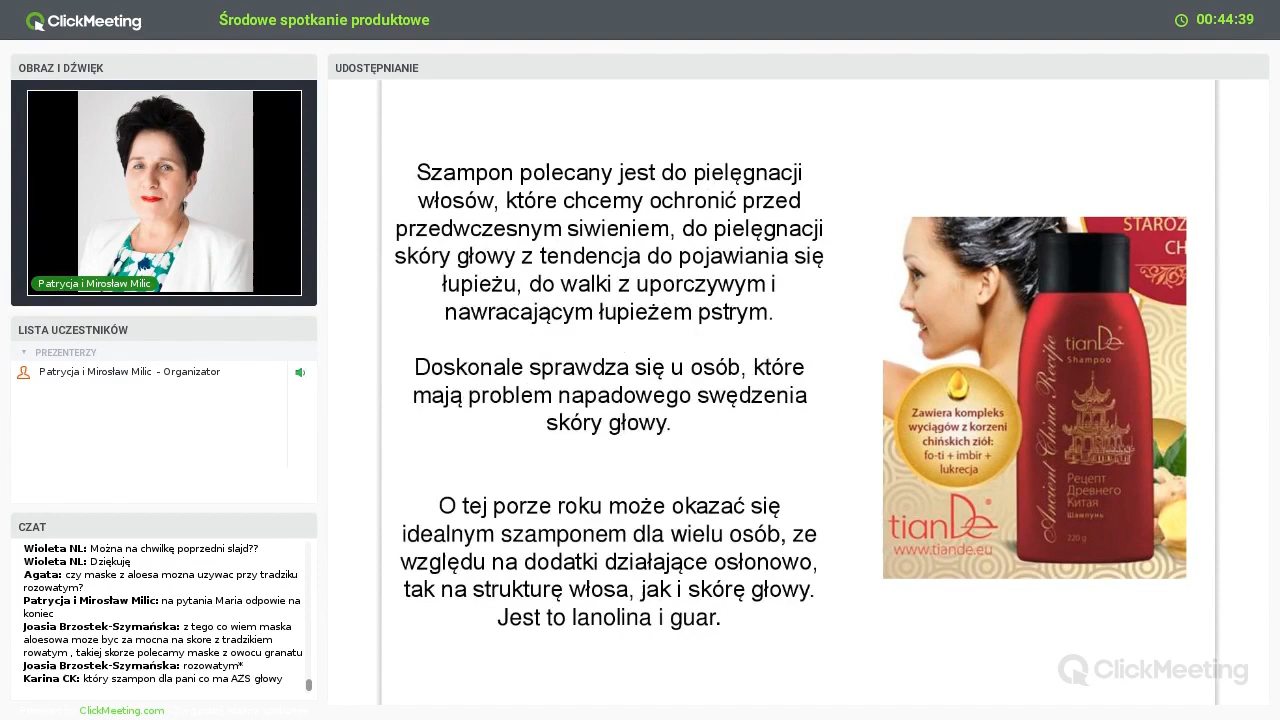 ClickMeeting
Środowe spotkanie produktowe
00:44:39
OBRAZ I DŹWIĘK
Patrycja i Mirosław Milic
LISTA UCZESTNIKÓW
PREZENTERZY
Patrycja i Mirosław Milic - Organizator
CZAT
Wioleta NL: Można na chwilkę poprzedni slajd??
Wioleta NL: Dziękuję
Agata: czy maske z aloesa mozna uzywac przy tradziku
rozowatym?
Patrycja i Mirosław Milic: na pytania Maria odpowie na
koniec
Joasia Brzostek-Szymańska: z tego co wiem maska
aloesowa moze byc za mocna na skore z tradzikiem
rowatym , takiej skorze polecamy maske z owocu granatu
Joasia Brzostek-Szymańska: rozowatym*
Karina CK: który szampon dla pani co ma AZS głowy
ClickMeeting.com
UDOSTĘPNIANIE
Szampon polecany jest do pielęgnacji
włosów, które chcemy ochronić przed
przedwczesnym siwieniem, do pielęgnacji
skóry głowy z tendencja do pojawiania się
łupieżu, do walki z uporczywym i
nawracającym łupieżem pstrym.
Doskonale sprawdza się u osób, które
mają problem napadowego swędzenia
skóry głowy.
O tej porze roku może okazać się
idealnym szamponem dla wielu osób, ze
względu na dodatki działające osłonowo,
tak na strukturę włosa, jak i skórę głowy.
Jest to lanolina i guar.
STAROŻ
CH
Zawiera kompleks
wyciągów z korzeni
chińskich ziół:
fo-ti + imbir +
lukrecja
tianDe
www.tiande.eu
tianDe
Shampoo
Ancient China Recipe
Рецепт
Древнего
Китая
Шампунь
220 g
ClickMeeting